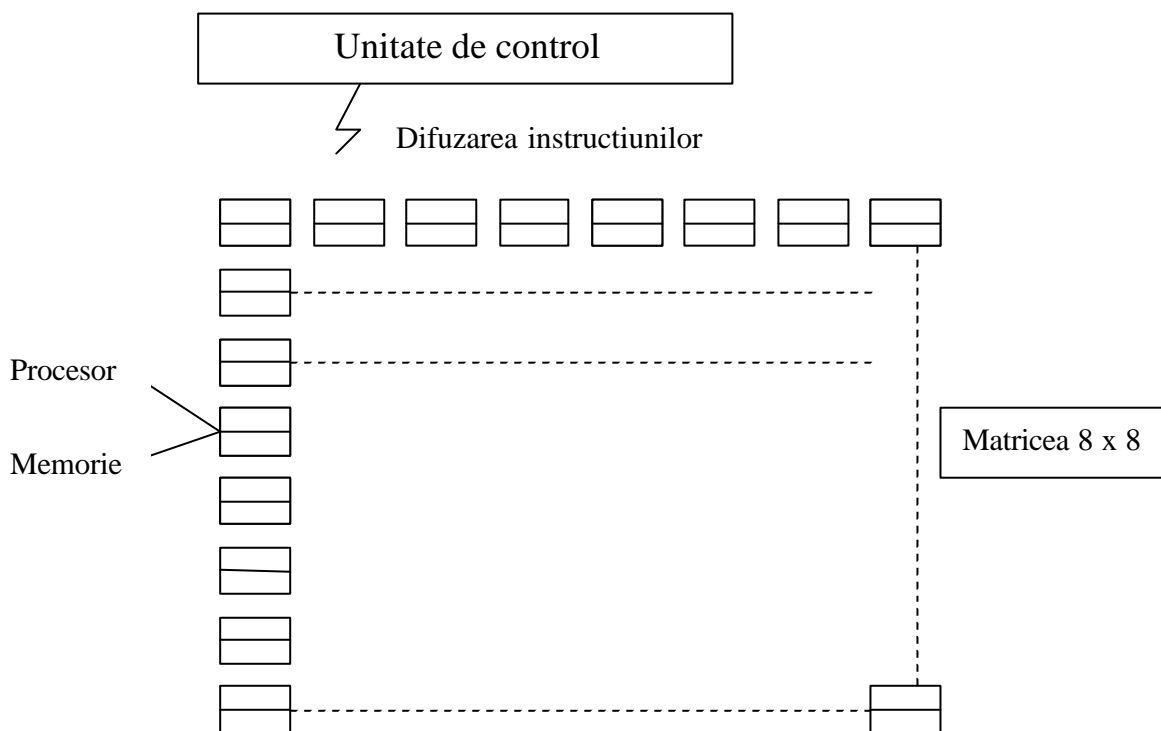 Unitate de control
Difuzarea instructiunilor
Procesor
Memorie
Matricea 8 x 8